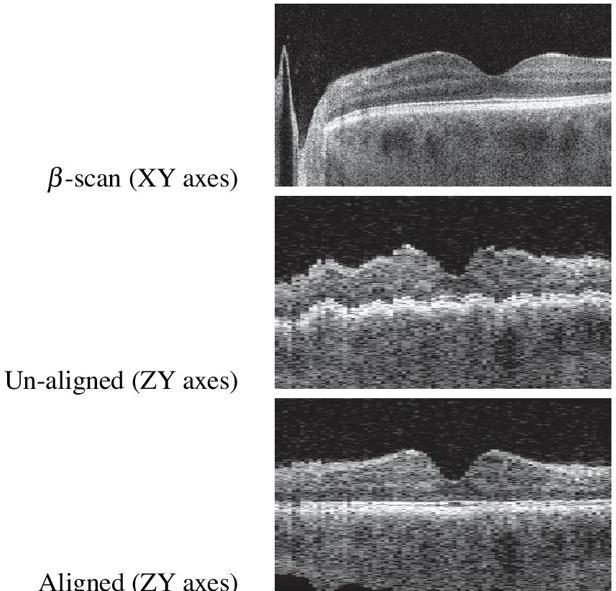 β-scan (XY axes)
Un-aligned (ZY axes)
Aligned (ZY axes)